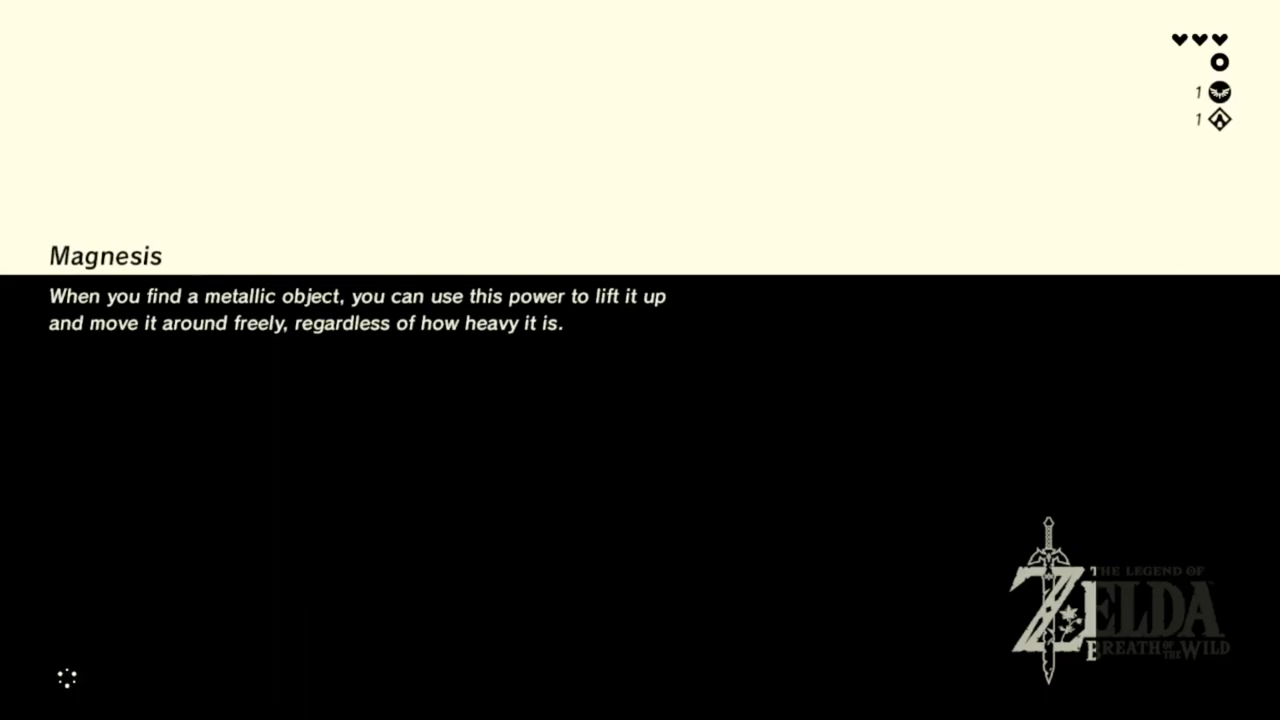 1
1
Magnesis
When you find a metallic object, you can use this power to lift it up
and move it around freely, regardless of how heavy it is.
THE LEGEND OF
ZELDA
BREATH OF THE WILD